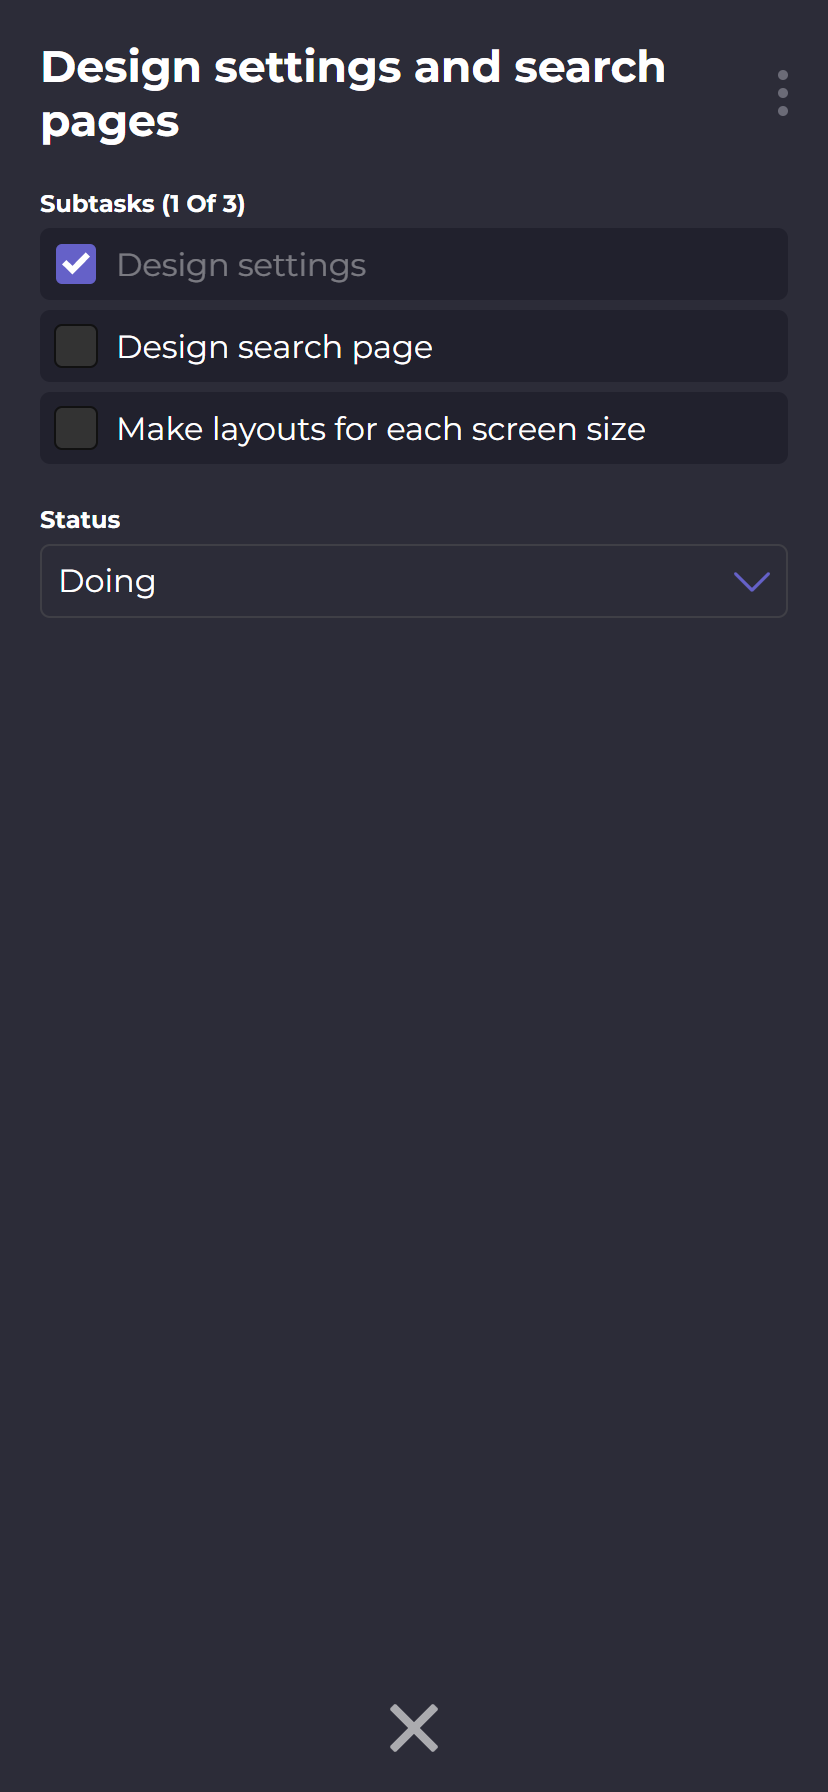 Design settings and search
pages
Subtasks (1 Of 3)
Design settings
Design search page
Make layouts for each screen size
Status
Doing